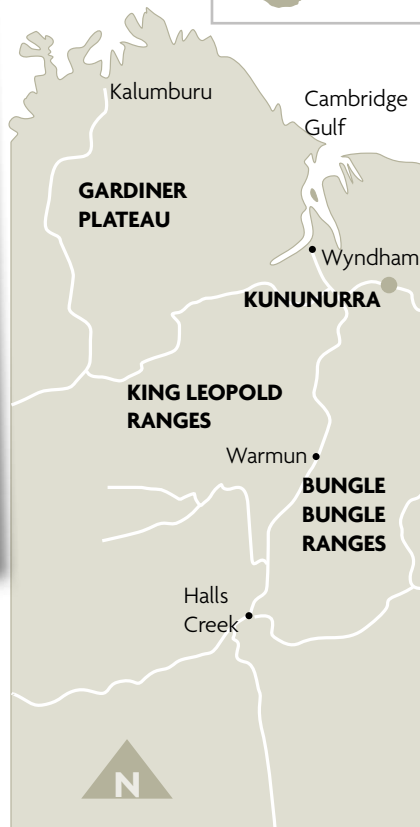 Kalumburu
Cambridge
Gulf
GARDINER
PLATEAU
Wyndham
KUNUNURRA
KING LEOPOLD
RANGES
Warmun
BUNGLE
BUNGLE
RANGES
Halls
Creek
N